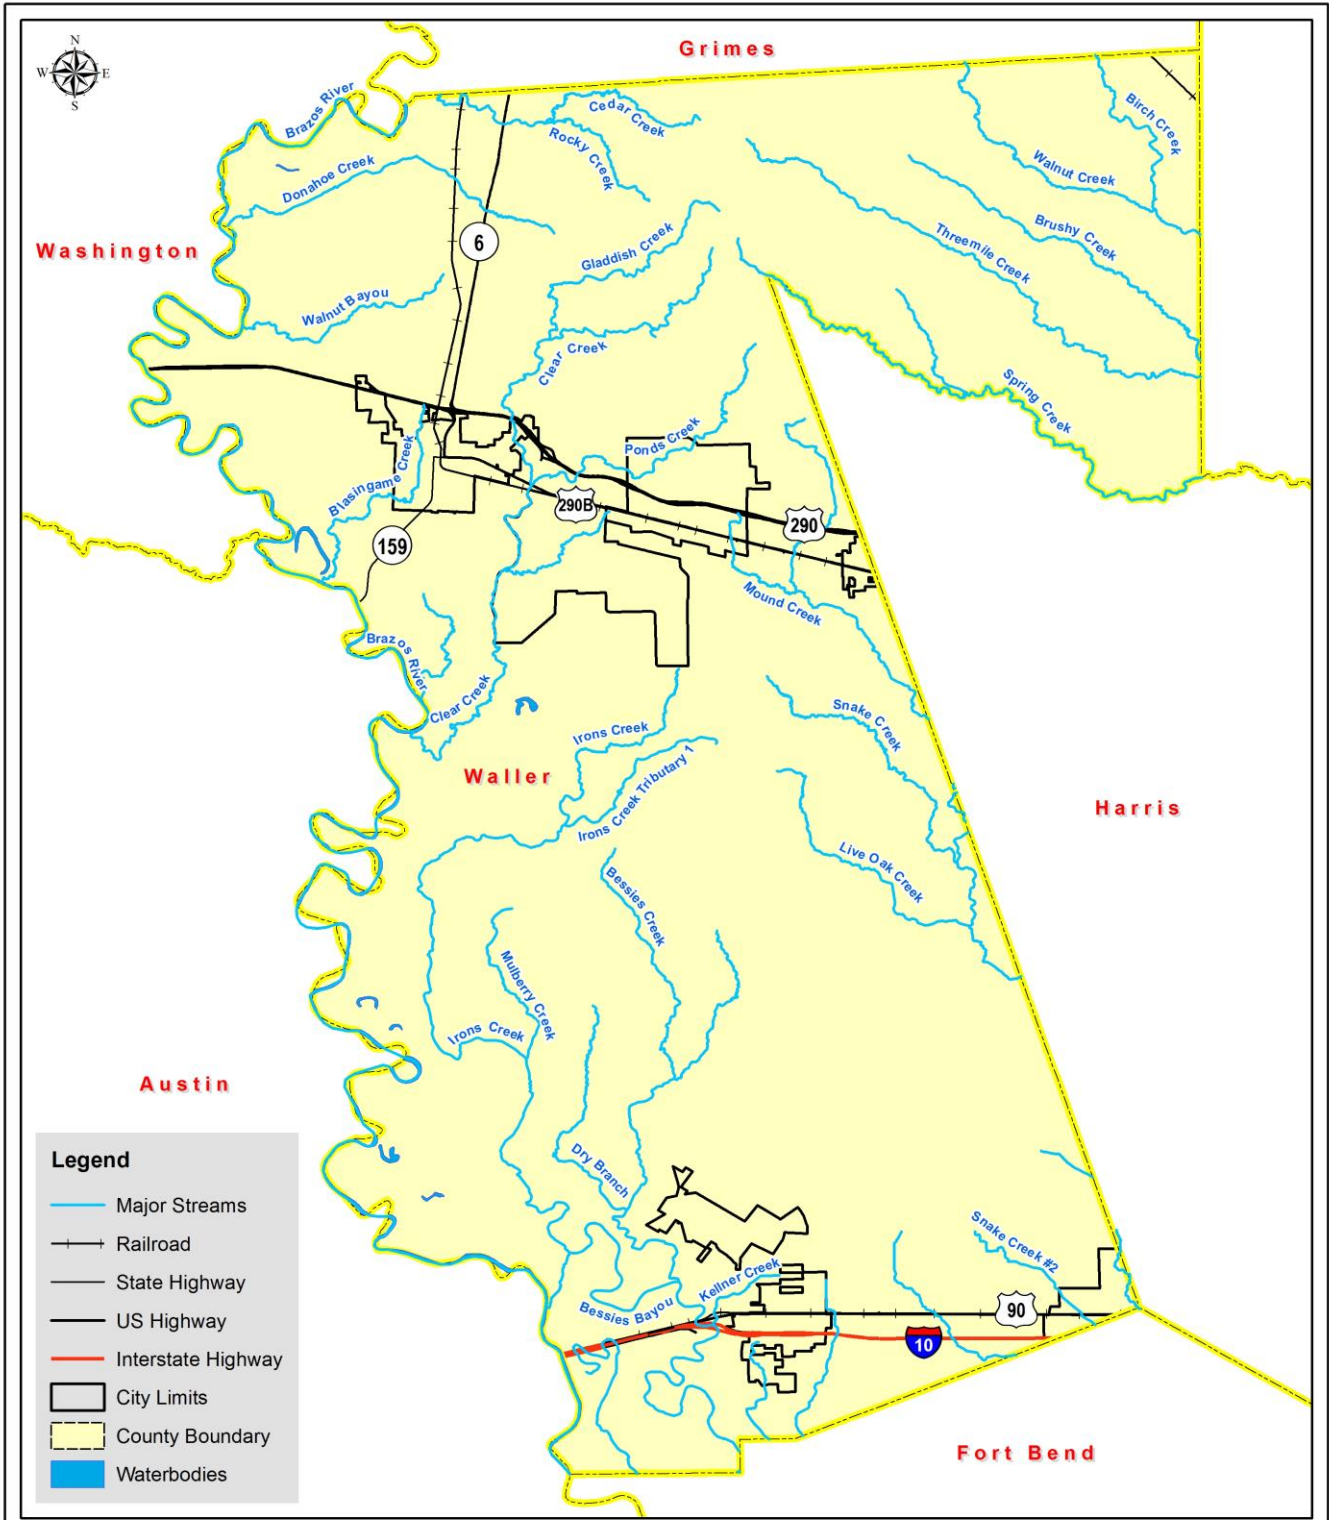 Grimes
N
W
E
S
Brazos River
Cedar Creek
Birch Creek
Rocky Creek
Walnut Creek
Donahoe Creek
Brushy Creek
Threemile Creek
Washington
6
Gladdish Creek
Walnut Bayou
Clear Creek
Spring Creek
Ponds Creek
Blasingame Creek
290B
290
159
Mound Creek
Brazos River
Clear Creek
Snake Creek
Irons Creek
Waller
Irons Creek Tributary 1
Harris
Live Oak Creek
Bessies Creek
Mulberry Creek
Irons Creek
Austin
Dry Branch
Snake Creek #2
Kellner Creek
Bessies Bayou
90
10
Fort Bend
Legend
Major Streams
Railroad
State Highway
US Highway
Interstate Highway
City Limits
County Boundary
Waterbodies